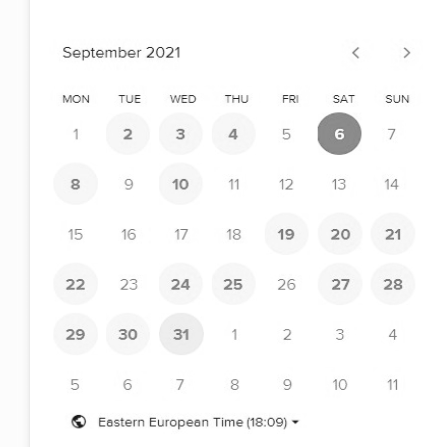 September 2021
MON TUE WED THU FRI SAT SUN
1 2 3 4 5 6 7
8 9 10 11 12 13 14
15 16 17 18 19 20 21
22 23 24 25 26 27 28
29 30 31 1 2 3 4
5 6 7 8 9 10 11
Eastern European Time (18:09)